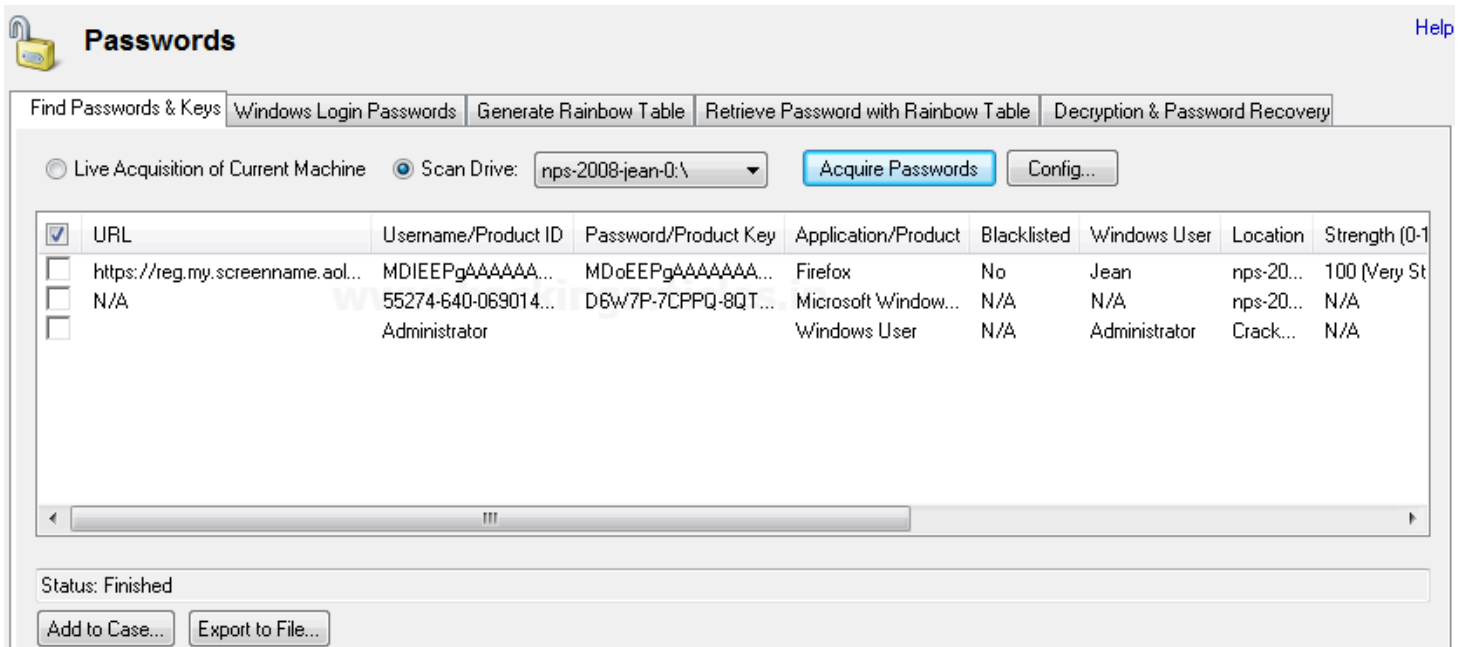 Passwords
Help
Find Passwords & Keys Windows Login Passwords Generate Rainbow Table Retrieve Password with Rainbow Table Decryption & Password Recovery
Live Acquisition of Current Machine Scan Drive: nps-2008-jean-0:\ Acquire Passwords Config...
URL Username/Product ID Password/Product Key Application/Product Blacklisted Windows User Location Strength (0-1
https://reg.my.screenname.aol... MDIEEPgAAAAAA... MDoEEPgAAAAAAA... Firefox No Jean nps-20... 100 (Very St
N/A 55274-640-069014... D6W7P-7CPPQ-8QT... Microsoft Window... N/A N/A nps-20... N/A
Administrator Windows User N/A Administrator Crack... N/A
Status: Finished
Add to Case... Export to File...